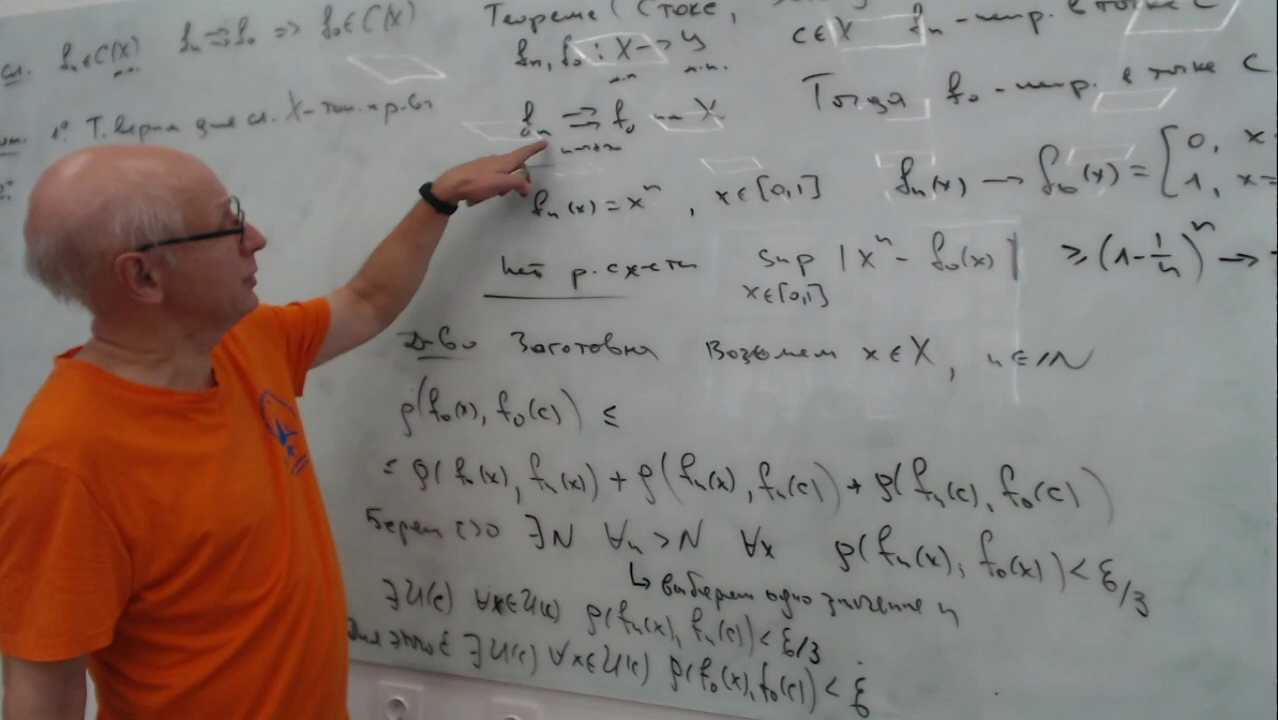 Сл. fₙ∈C(X) fₙ⇉f₀ ⇒ f₀∈C(X)
1° Т. верна для сл. X-топ. пр-в
Теорема (Стокс,
fₙ, f₀ : X → Y c∈X fₙ - непр. в точке c
м.п. м.п.
fₙ ⇉ f₀ на X Тогда f₀ - непр. в точке c
n→+∞
fₙ(x) = xⁿ, x∈[0,1] fₙ(x) → f₀(x) = [ 0, x
1, x=
нет р. сх-сти sup |xⁿ - f₀(x)| ≥ (1-1/n)ⁿ →
x∈[0,1]
Д-во Заготовка Возьмем x∈X, n∈ℕ
ρ(f₀(x), f₀(c)) ≤
≤ ρ(f₀(x), fₙ(x)) + ρ(fₙ(x), fₙ(c)) + ρ(fₙ(c), f₀(c))
Берем ε>0 ∃N ∀n>N ∀x ρ(fₙ(x), f₀(x)) < ε/3
↳ выберем одно значение n
∃U(c) ∀x∈U(c) ρ(fₙ(x), fₙ(c)) < ε/3
Для этого ε ∃U(c) ∀x∈U(c) ρ(f₀(x), f₀(c)) < ε